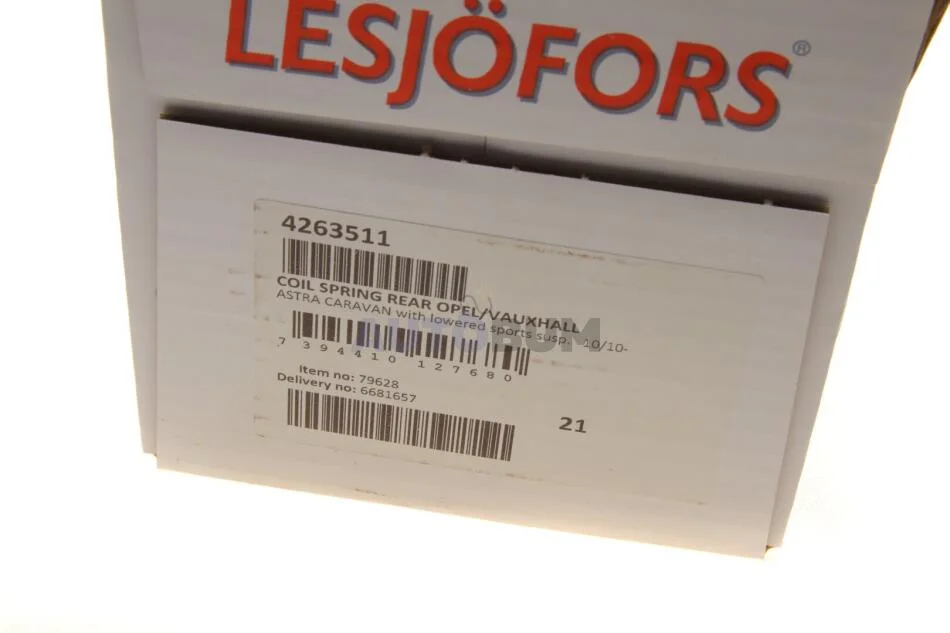 LESJÖFORS®
4263511
COIL SPRING REAR OPEL/VAUXHALL
ASTRA CARAVAN with lowered sports susp. 10/10-
AUTOBUM
7 394410 127680
Item no: 79628
Delivery no: 6681657
21